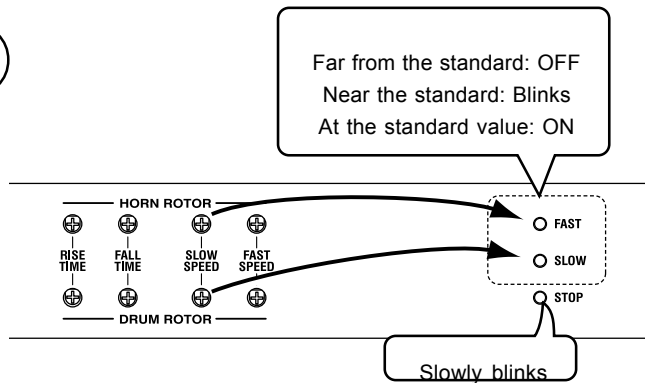 Far from the standard: OFF
Near the standard: Blinks
At the standard value: ON
HORN ROTOR
RISE TIME
FALL TIME
SLOW SPEED
FAST SPEED
DRUM ROTOR
FAST
SLOW
STOP
Slowly blinks